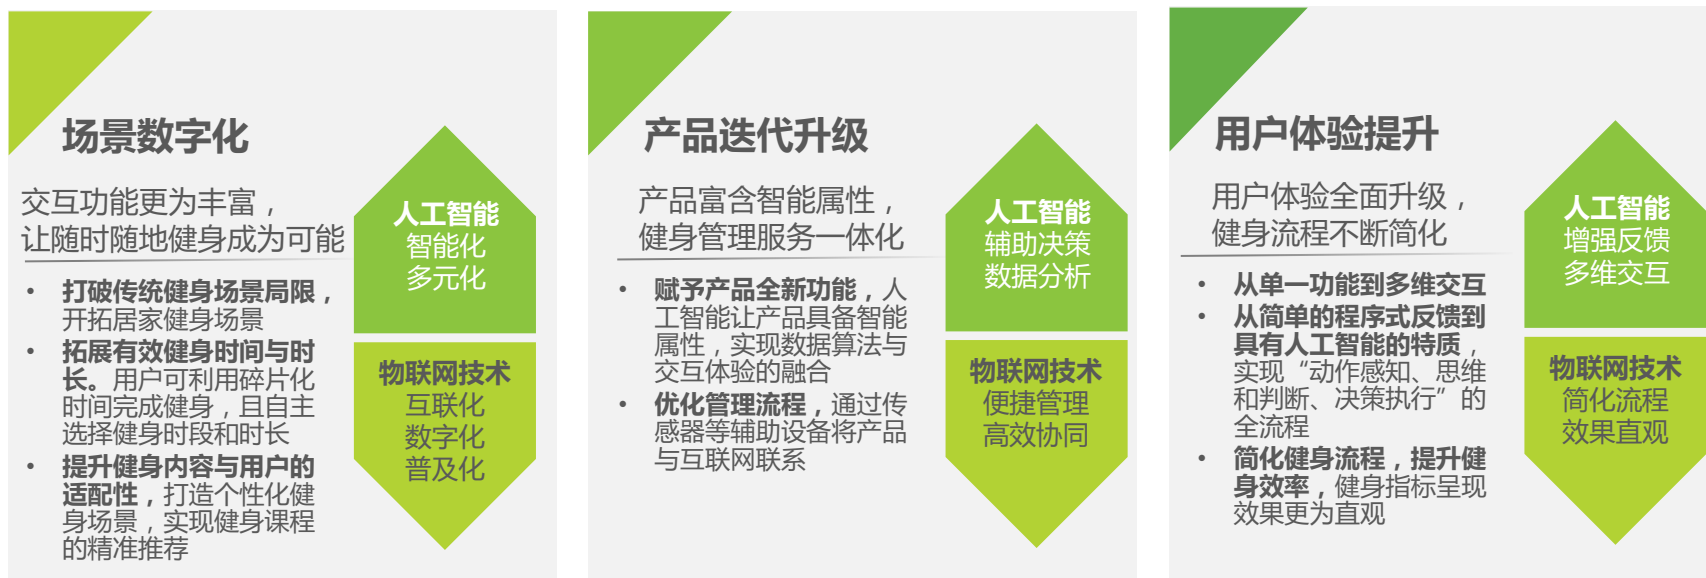 场景数字化
交互功能更为丰富，
让随时随地健身成为可能
• 打破传统健身场景局限，
开拓居家健身场景
• 拓展有效健身时间与时
长。用户可利用碎片化
时间完成健身，且自主
选择健身时段和时长
• 提升健身内容与用户的
适配性，打造个性化健
身场景，实现健身课程
的精准推荐
人工智能
智能化
多元化
物联网技术
互联化
数字化
普及化
产品迭代升级
产品富含智能属性，
健身管理服务一体化
• 赋予产品全新功能，人
工智能让产品具备智能
属性，实现数据算法与
交互体验的融合
• 优化管理流程，通过传
感器等辅助设备将产品
与互联网联系
人工智能
辅助决策
数据分析
物联网技术
便捷管理
高效协同
用户体验提升
用户体验全面升级，
健身流程不断简化
• 从单一功能到多维交互
• 从简单的程序式反馈到
具有人工智能的特质，
实现“动作感知、思维
和判断、决策执行”的
全流程
• 简化健身流程，提升健
身效率，健身指标呈现
效果更为直观
人工智能
增强反馈
多维交互
物联网技术
简化流程
效果直观